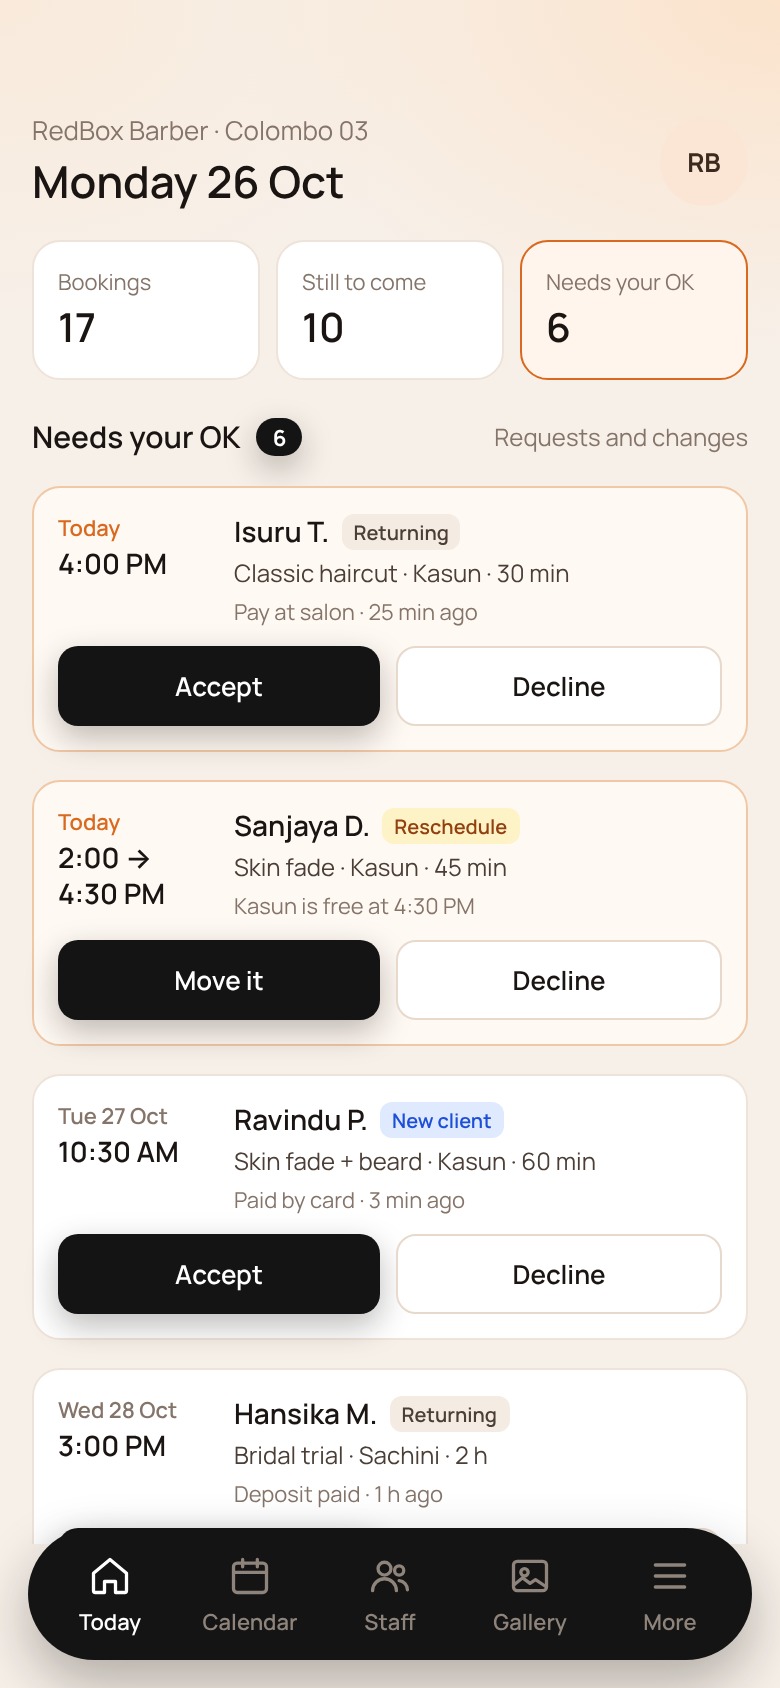 RedBox Barber · Colombo 03
Monday 26 Oct
RB
Bookings
17
Still to come
10
Needs your OK
6
Needs your OK 6
Requests and changes
Today
4:00 PM
Isuru T. Returning
Classic haircut · Kasun · 30 min
Pay at salon · 25 min ago
Accept
Decline
Today
2:00 →
4:30 PM
Sanjaya D. Reschedule
Skin fade · Kasun · 45 min
Kasun is free at 4:30 PM
Move it
Decline
Tue 27 Oct
10:30 AM
Ravindu P. New client
Skin fade + beard · Kasun · 60 min
Paid by card · 3 min ago
Accept
Decline
Wed 28 Oct
3:00 PM
Hansika M. Returning
Bridal trial · Sachini · 2 h
Deposit paid · 1 h ago
Today
Calendar
Staff
Gallery
More